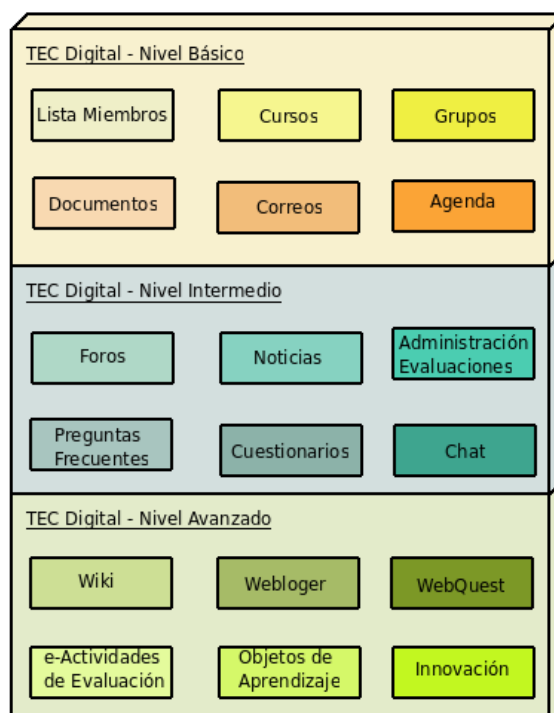 TEC Digital - Nivel Básico
Lista Miembros
Cursos
Grupos
Documentos
Correos
Agenda
TEC Digital - Nivel Intermedio
Foros
Noticias
Administración
Evaluaciones
Preguntas
Frecuentes
Cuestionarios
Chat
TEC Digital - Nivel Avanzado
Wiki
Webloger
WebQuest
e-Actividades
de Evaluación
Objetos de
Aprendizaje
Innovación